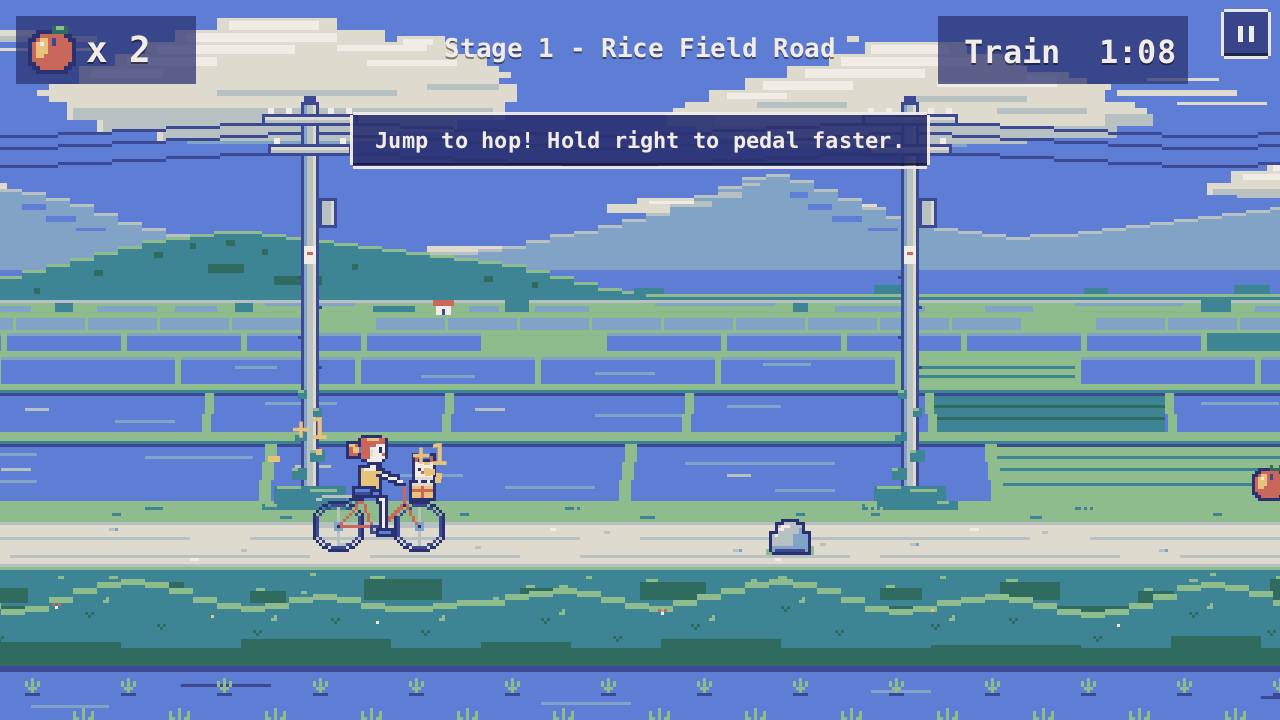 x 2
Stage 1 - Rice Field Road
Train 1:08
Jump to hop! Hold right to pedal faster.
+1
+1